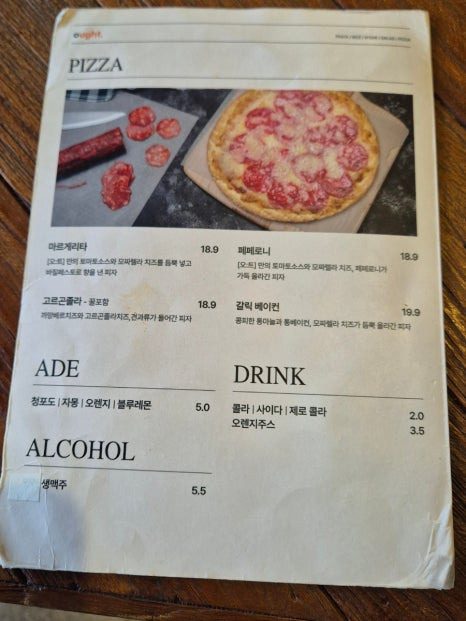 ought.
PASTA / RICE / STEAK / SALAD / PIZZA
PIZZA
마르게리타 18.9
[오:트] 만의 토마토소스와 모짜렐라 치즈를 듬뿍 넣고
바질페스토로 향을 낸 피자
페페로니 18.9
[오:트] 만의 토마토소스와 모짜렐라 치즈, 페페로니가
가득 올라간 피자
고르곤졸라 - 꿀포함 18.9
까망베르치즈와 고르곤졸라치즈,견과류가 들어간 피자
갈릭 베이컨 19.9
콩피한 통마늘과 통베이컨, 모짜렐라 치즈가 듬뿍 올라간 피자
ADE
청포도 | 자몽 | 오렌지 | 블루레몬 5.0
DRINK
콜라 | 사이다 | 제로 콜라 2.0
오렌지주스 3.5
ALCOHOL
생맥주 5.5